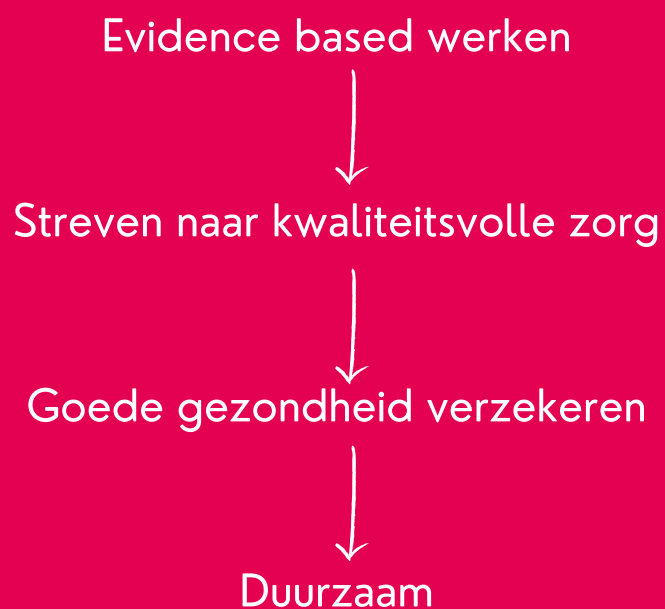 Evidence based werken
Streven naar kwaliteitsvolle zorg
Goede gezondheid verzekeren
Duurzaam